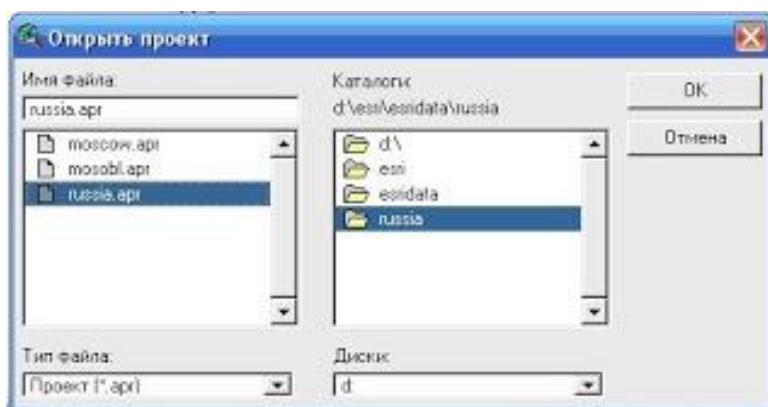 Открыть проект
Имя файла:
russia.apr
moscow.apr
mosobl.apr
russia.apr
Тип файла:
Проект (*.apr)
Каталоги:
d:\esri\esridata\russia
d:\
esri
esridata
russia
Диски:
d:
OK
Отмена